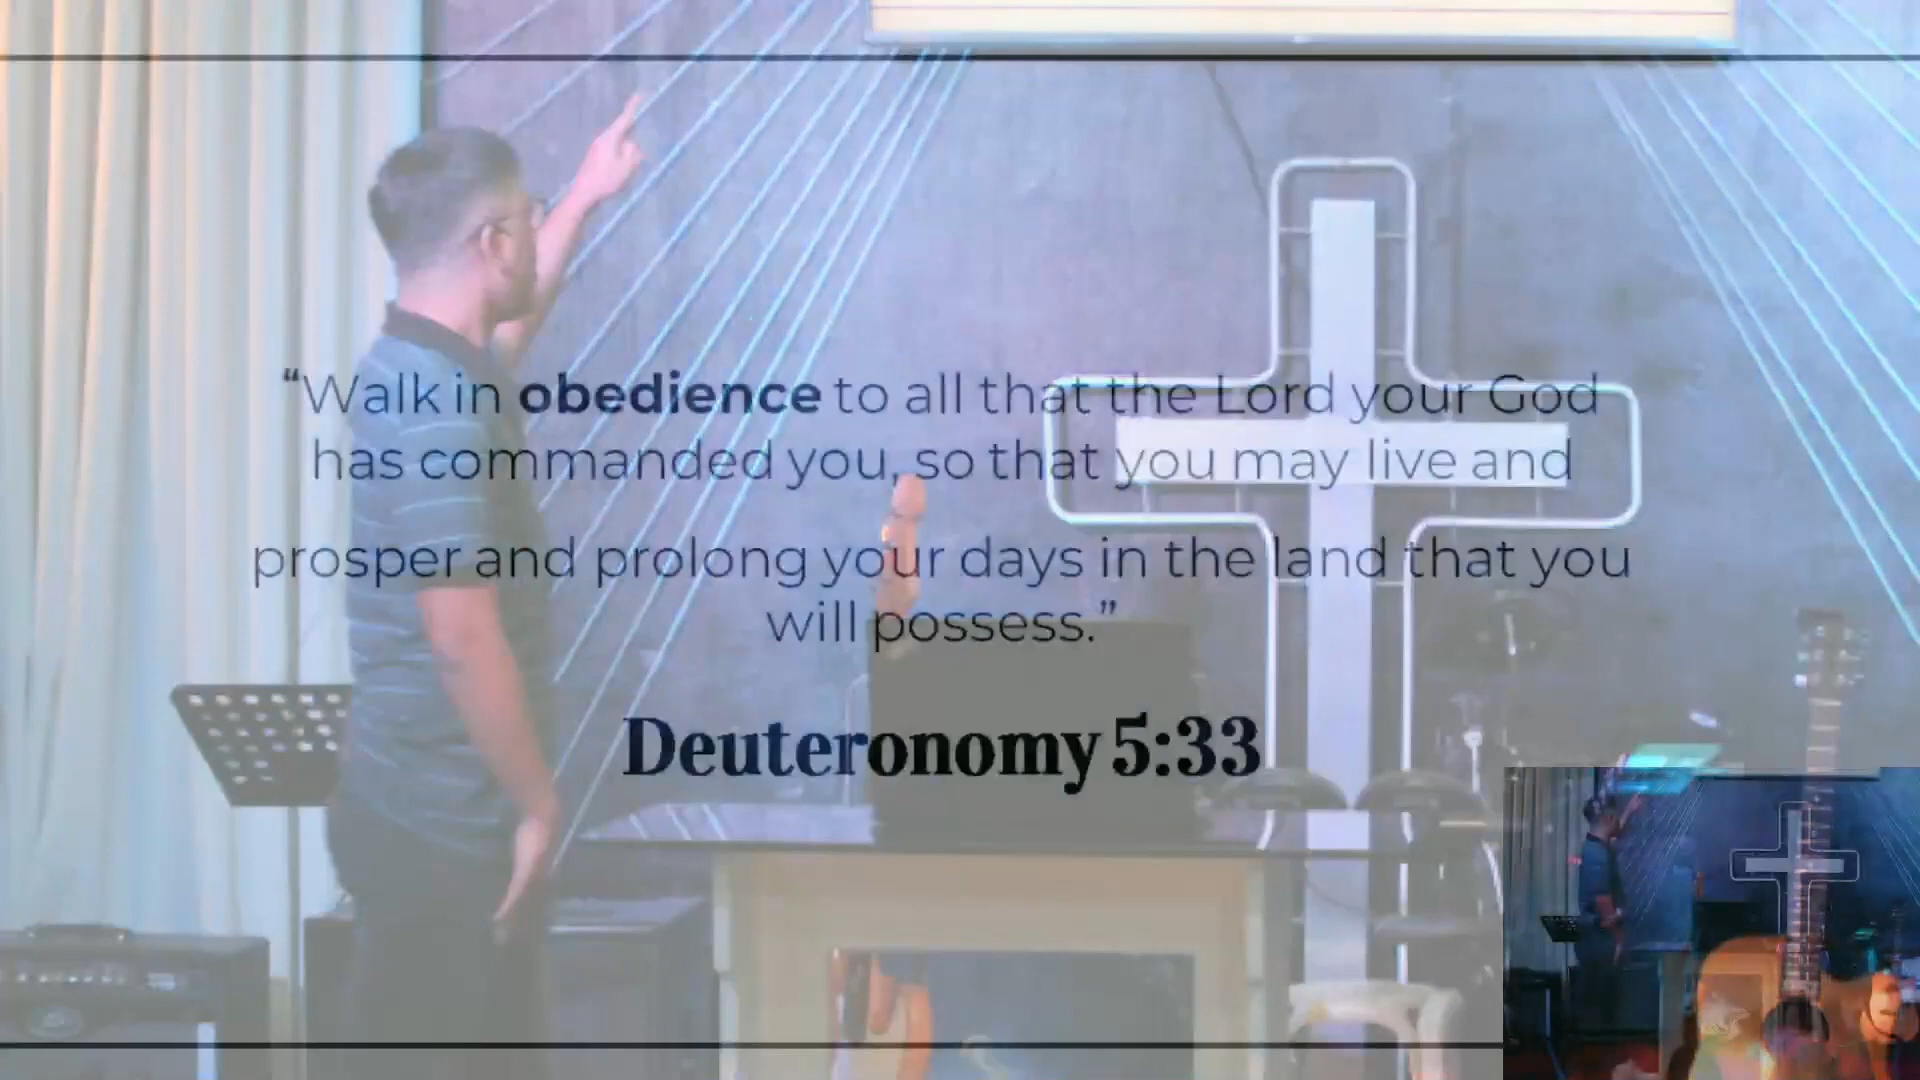 “Walk in obedience to all that the Lord your God
has commanded you, so that you may live and
prosper and prolong your days in the land that you
will possess.”
Deuteronomy 5:33